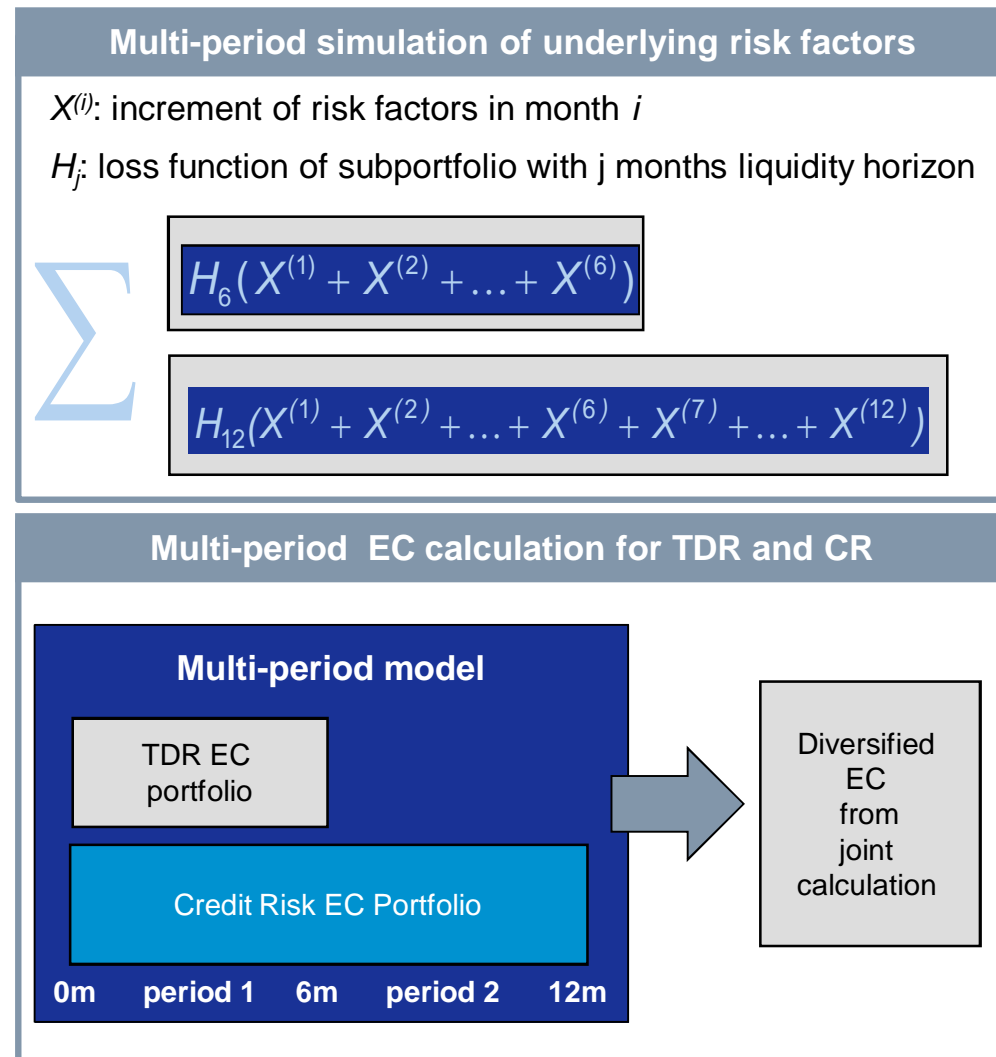 Multi-period simulation of underlying risk factors
X(i): increment of risk factors in month i
Hj: loss function of subportfolio with j months liquidity horizon
∑
H6(X(1) + X(2) +...+ X(6))
H12(X(1) + X(2) +...+ X(6) + X(7) +...+ X(12))
Multi-period EC calculation for TDR and CR
Multi-period model
TDR EC
portfolio
Credit Risk EC Portfolio
0m period 1 6m period 2 12m
Diversified
EC
from
joint
calculation